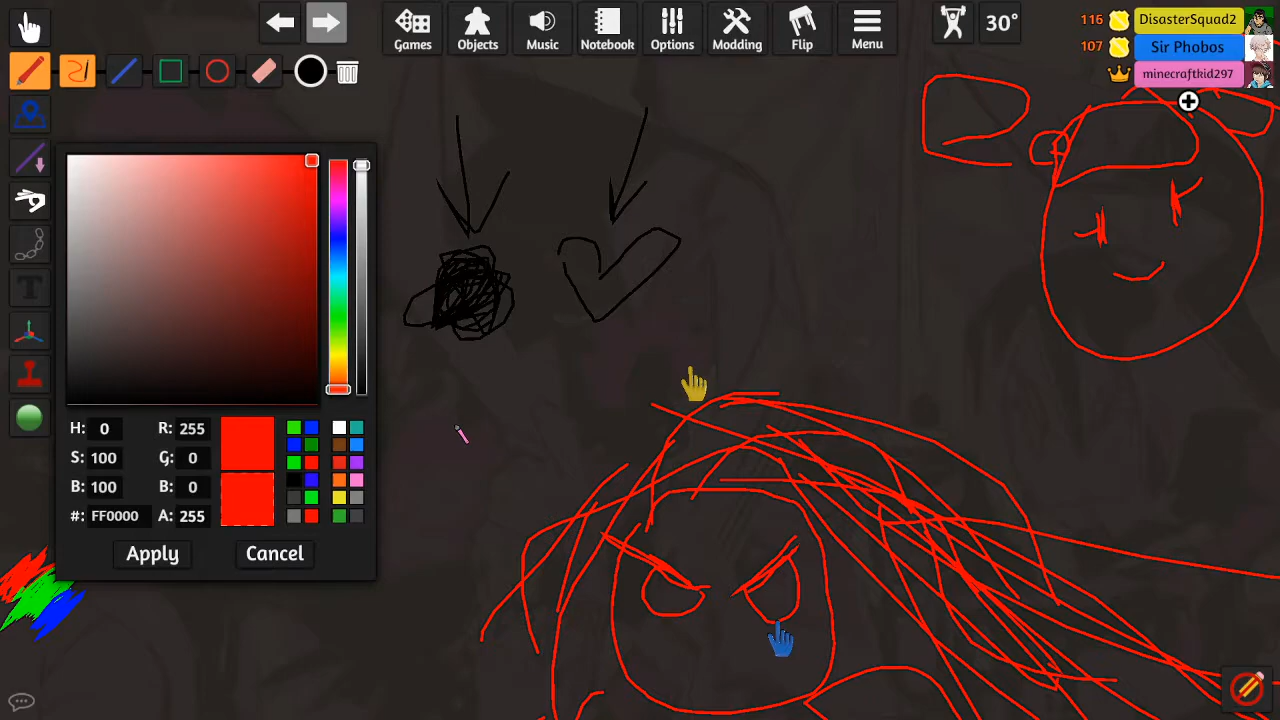 Games Objects Music Notebook Options Modding Flip Menu
30°
116 DisasterSquad2
107 Sir Phobos
minecraftkid297
T
H: 0 R: 255
S: 100 G: 0
B: 100 B: 0
#: FF0000 A: 255
Apply Cancel